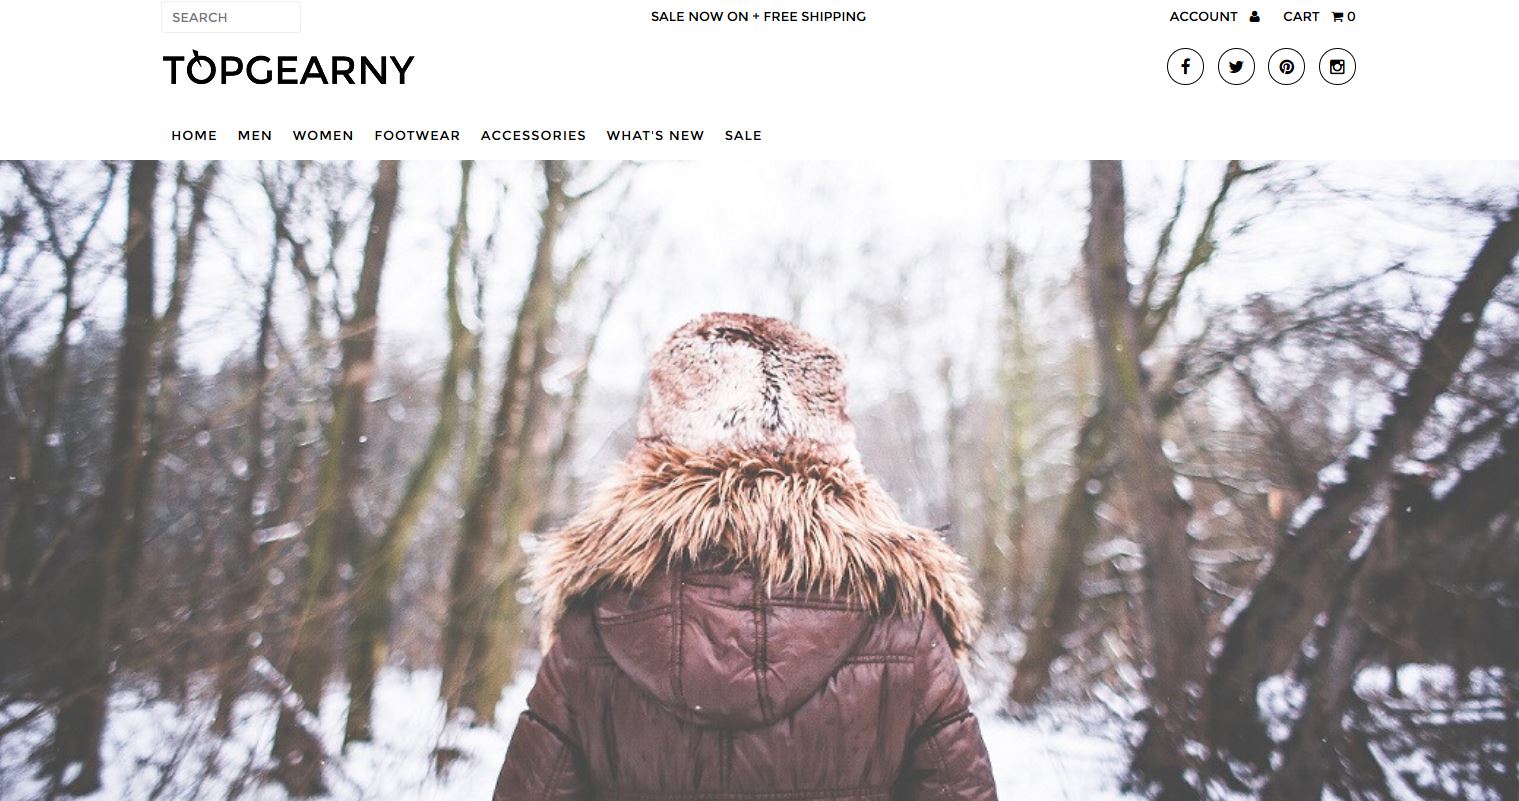 SEARCH
SALE NOW ON + FREE SHIPPING
ACCOUNT CART 0
TOPGEARNY
HOME MEN WOMEN FOOTWEAR ACCESSORIES WHAT'S NEW SALE